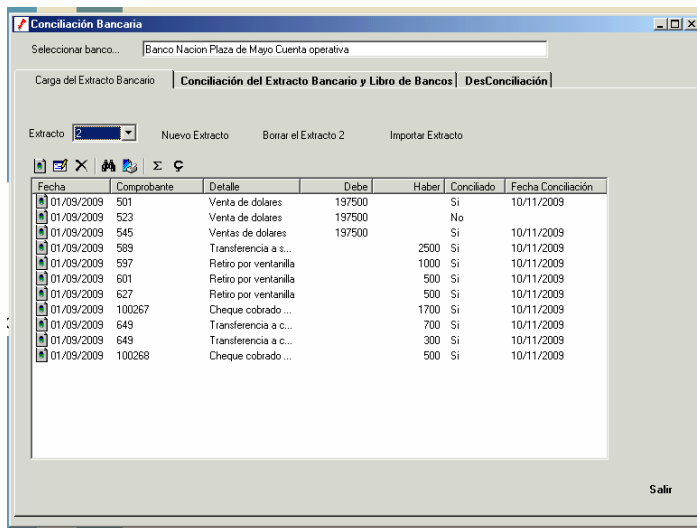 Conciliación Bancaria
Seleccionar banco... Banco Nacion Plaza de Mayo Cuenta operativa
Carga del Extracto Bancario Conciliación del Extracto Bancario y Libro de Bancos DesConciliación
Extracto 2 Nuevo Extracto Borrar el Extracto 2 Importar Extracto
Σ Ç
Fecha Comprobante Detalle Debe Haber Conciliado Fecha Conciliación
01/09/2009 501 Venta de dolares 197500 Si 10/11/2009
01/09/2009 523 Venta de dolares 197500 No
01/09/2009 545 Ventas de dolares 197500 Si 10/11/2009
01/09/2009 589 Transferencia a s... 2500 Si 10/11/2009
01/09/2009 597 Retiro por ventanilla 1000 Si 10/11/2009
01/09/2009 601 Retiro por ventanilla 500 Si 10/11/2009
01/09/2009 627 Retiro por ventanilla 500 Si 10/11/2009
01/09/2009 100267 Cheque cobrado ... 1700 Si 10/11/2009
01/09/2009 649 Transferencia a c... 700 Si 10/11/2009
01/09/2009 649 Transferencia a c... 300 Si 10/11/2009
01/09/2009 100268 Cheque cobrado ... 500 Si 10/11/2009
Salir